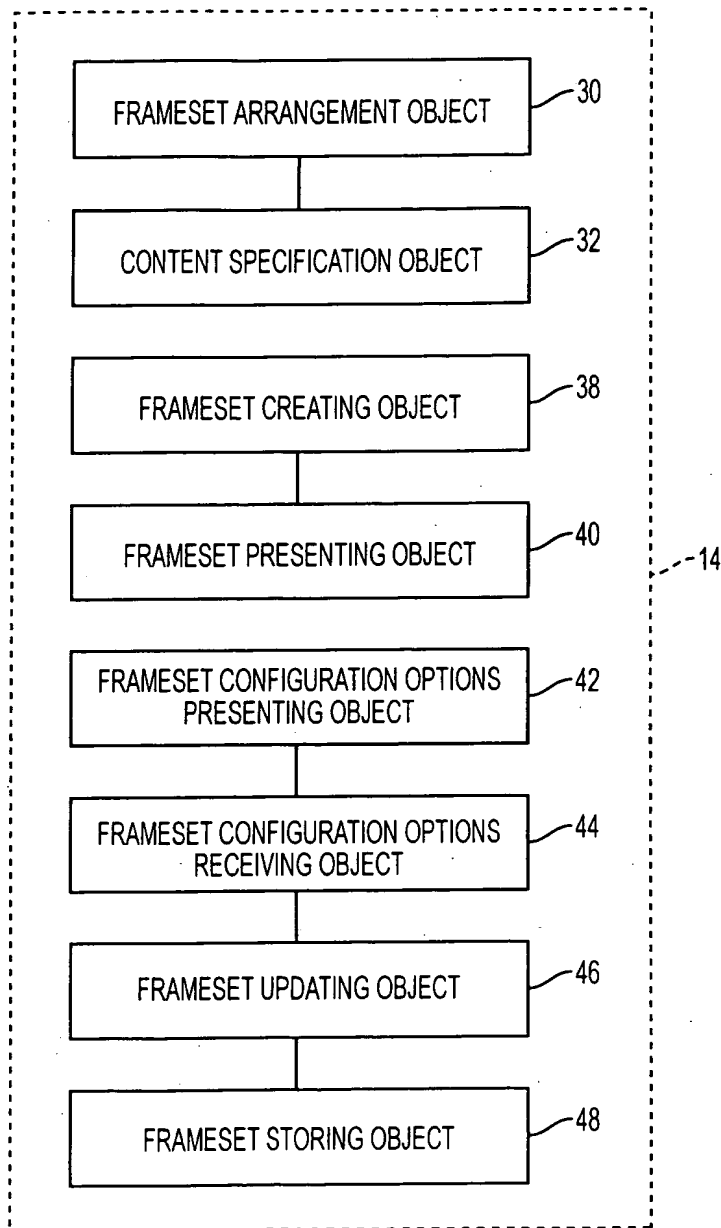 FRAMESET ARRANGEMENT OBJECT
30
CONTENT SPECIFICATION OBJECT
32
FRAMESET CREATING OBJECT
38
FRAMESET PRESENTING OBJECT
40
14
FRAMESET CONFIGURATION OPTIONS
PRESENTING OBJECT
42
FRAMESET CONFIGURATION OPTIONS
RECEIVING OBJECT
44
FRAMESET UPDATING OBJECT
46
FRAMESET STORING OBJECT
48